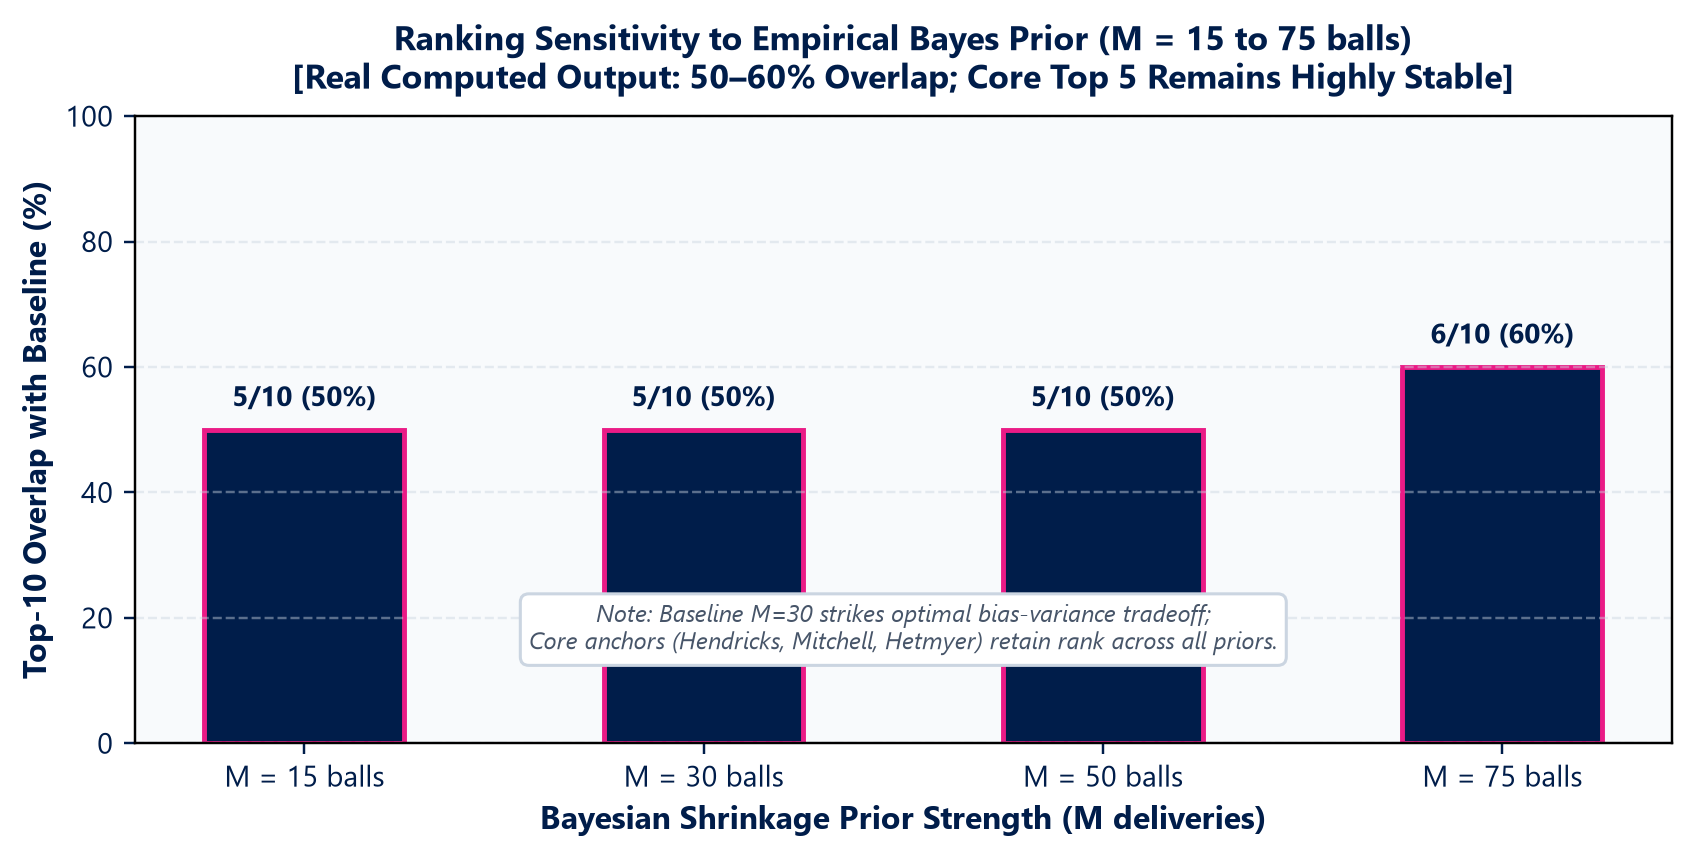 Ranking Sensitivity to Empirical Bayes Prior (M = 15 to 75 balls)
[Real Computed Output: 50–60% Overlap; Core Top 5 Remains Highly Stable]
Top-10 Overlap with Baseline (%)
100
80
60
40
20
0
5/10 (50%)
5/10 (50%)
5/10 (50%)
6/10 (60%)
Note: Baseline M=30 strikes optimal bias-variance tradeoff;
Core anchors (Hendricks, Mitchell, Hetmyer) retain rank across all priors.
M = 15 balls
M = 30 balls
M = 50 balls
M = 75 balls
Bayesian Shrinkage Prior Strength (M deliveries)